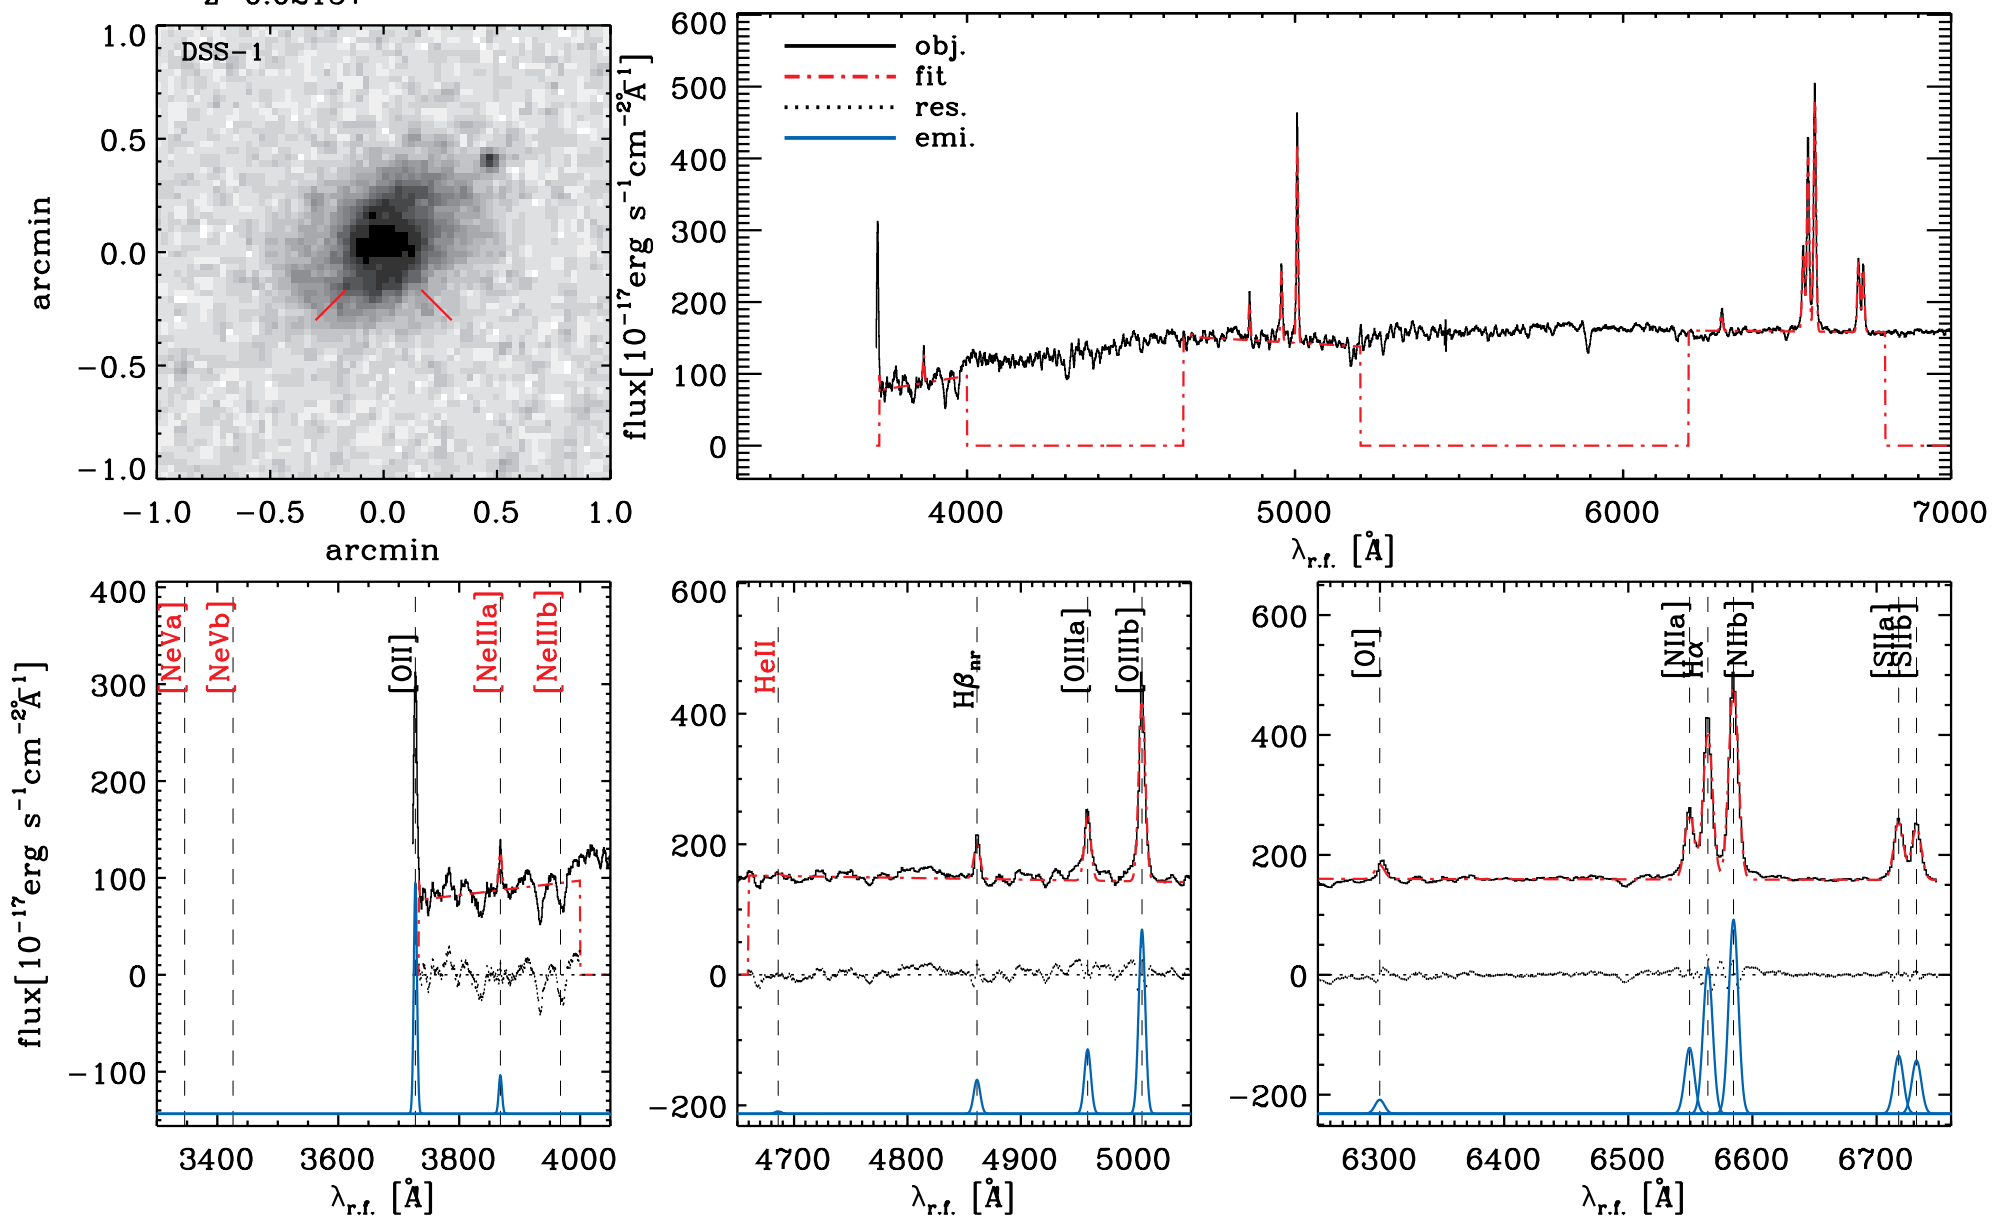 DSS-1
1.0
0.5
0.0
−0.5
−1.0
−1.0 −0.5 0.0 0.5 1.0
arcmin
arcmin
obj.
fit
res.
emi.
600
500
400
300
200
100
0
flux[10⁻¹⁷erg s⁻¹cm⁻²Å⁻¹]
4000 5000 6000 7000
λr.f. [Å]
400
300
200
100
0
−100
flux[10⁻¹⁷erg s⁻¹cm⁻²Å⁻¹]
[NeVa] [NeVb] [OII] [NeIIIa] [NeIIIb]
3400 3600 3800 4000
λr.f. [Å]
600
400
200
0
−200
HeII Hβnr [OIIIa] [OIIIb]
4700 4800 4900 5000
λr.f. [Å]
600
400
200
0
−200
[OI] [NIIa] Hα [NIIb] [SIIa] [SIIb]
6300 6400 6500 6600 6700
λr.f. [Å]